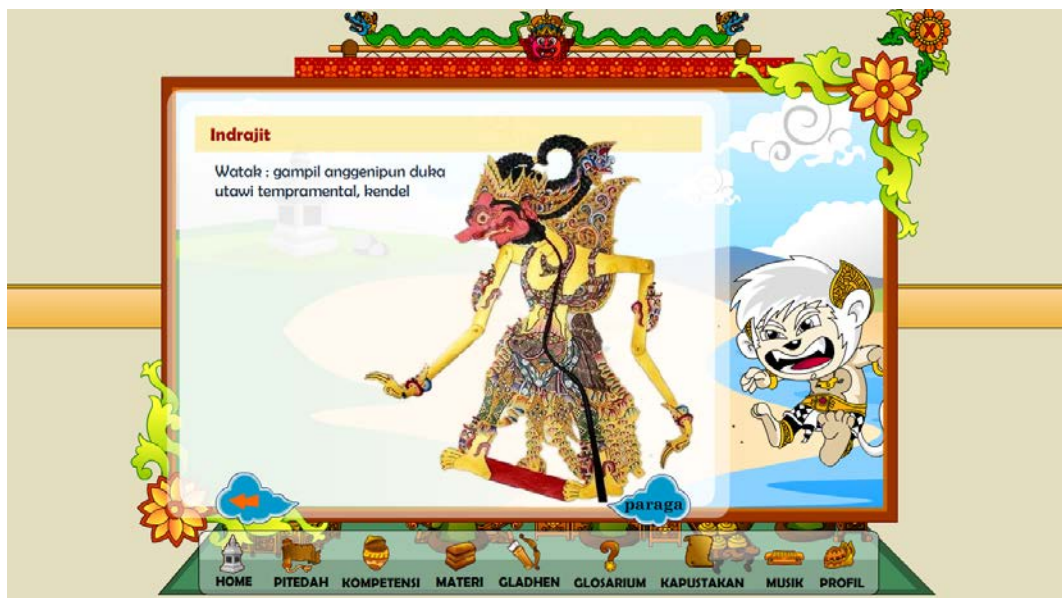 X
Indrajit
Watak : gampil anggenipun duka
utawi tempramental, kendel
paraga
HOME PITEDAH KOMPETENSI MATERI GLADHEN GLOSARIUM KAPUSTAKAN MUSIK PROFIL